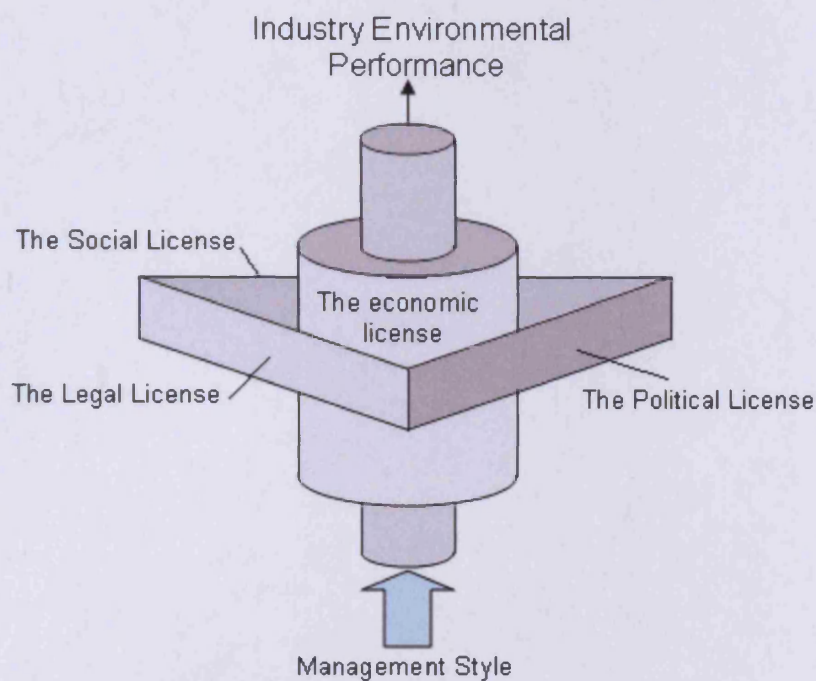 Industry Environmental
Performance
The Social License
The economic
license
The Legal License
The Political License
Management Style